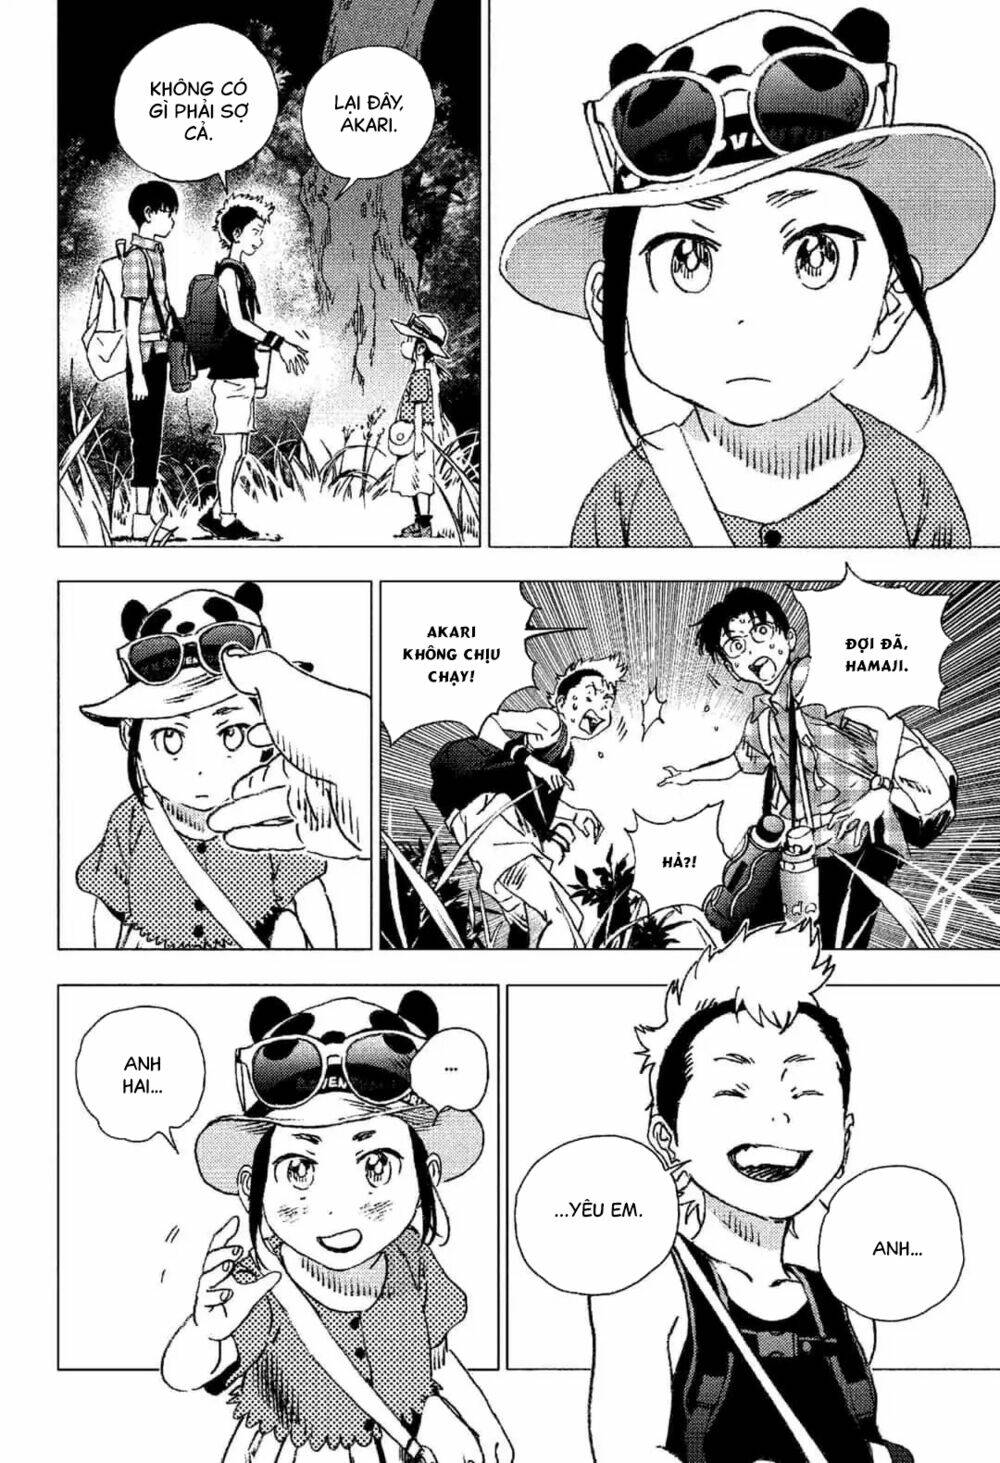 LẠI ĐÂY,
AKARI.
KHÔNG CÓ
GÌ PHẢI SỢ
CẢ.
ĐỢI ĐÃ,
HAMAJI.
HẢ?!
AKARI
KHÔNG CHỊU
CHẠY!
ANH...
...YÊU EM.
...
ANH
HAI...